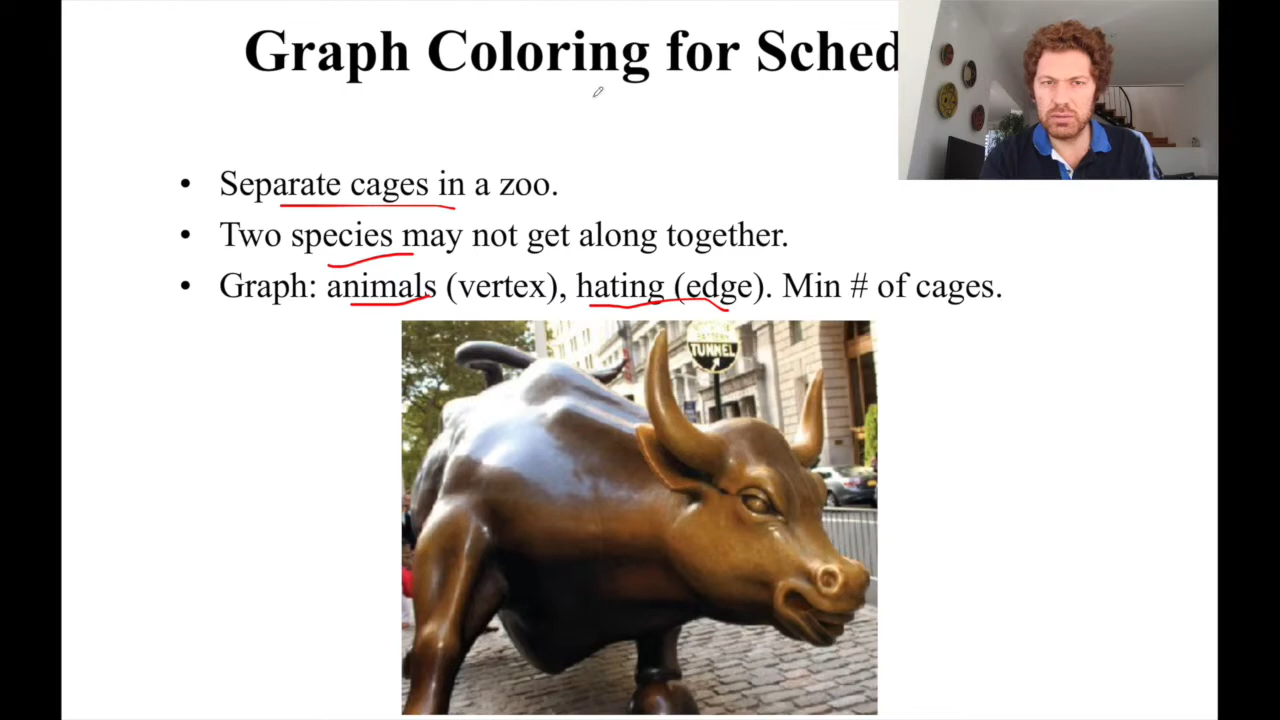 Graph Coloring for Sched
• Separate cages in a zoo.
• Two species may not get along together.
• Graph: animals (vertex), hating (edge). Min # of cages.
TUNNEL